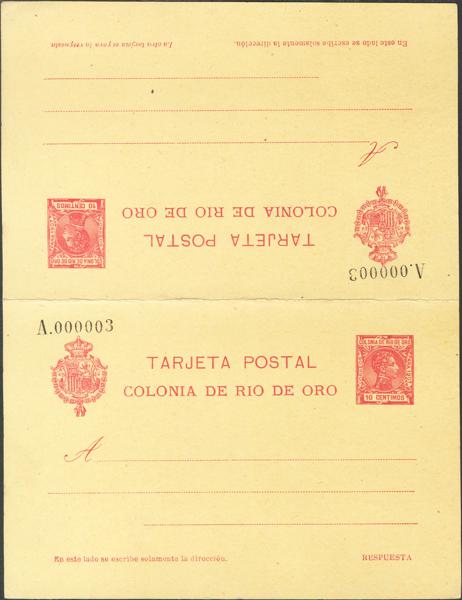 En este lado se escribe solamente la dirección. La otra tarjeta es para la respuesta
A
TARJETA POSTAL
COLONIA DE RIO DE ORO
10 CENTIMOS
COLONIA DE RIO DE ORO
A.000003
A.000003
COLONIA DE RIO DE ORO
TARJETA POSTAL
COLONIA DE RIO DE ORO
10 CENTIMOS
A
En este lado se escribe solamente la dirección. RESPUESTA